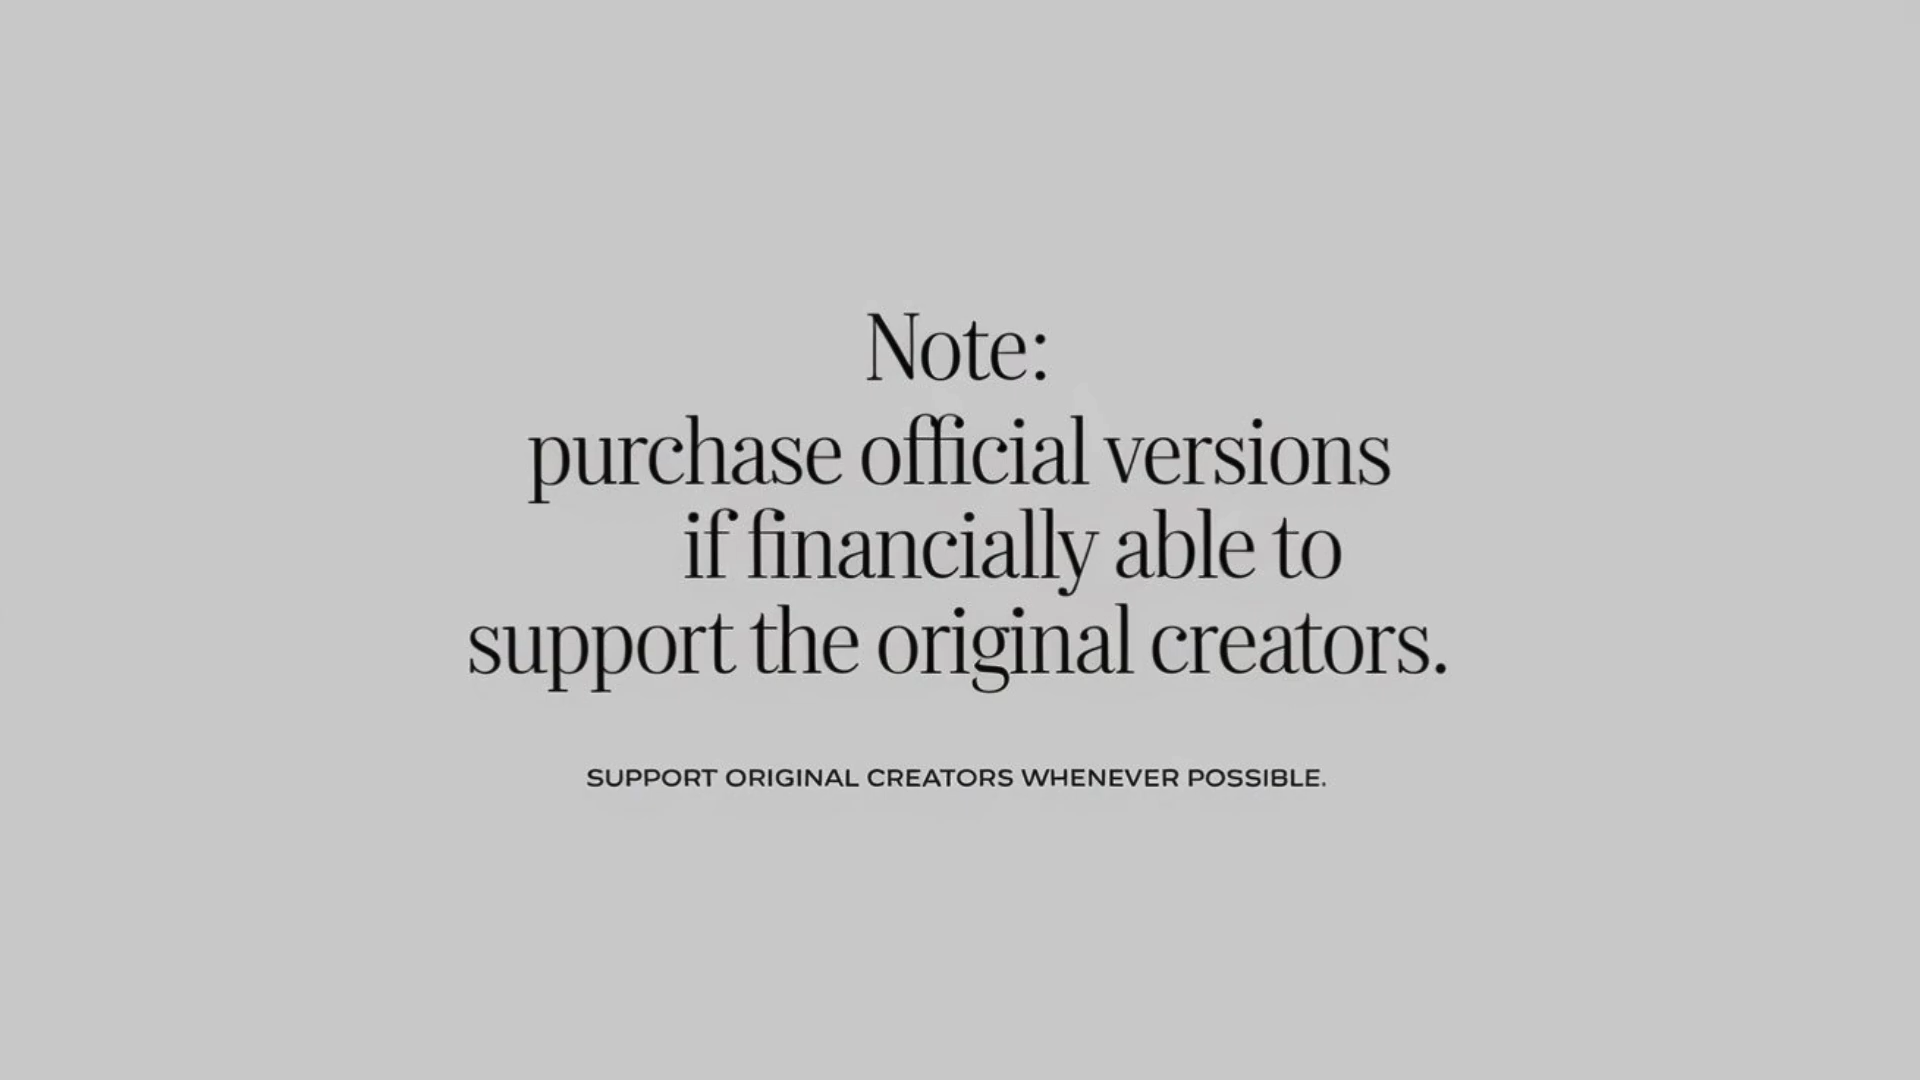 Note:
purchase official versions
if financially able to
support the original creators.
SUPPORT ORIGINAL CREATORS WHENEVER POSSIBLE.